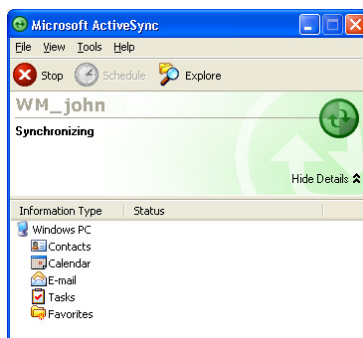 Microsoft ActiveSync
File View Tools Help
Stop Schedule Explore
WM_john
Synchronizing
Hide Details
Information Type Status
Windows PC
Contacts
Calendar
E-mail
Tasks
Favorites